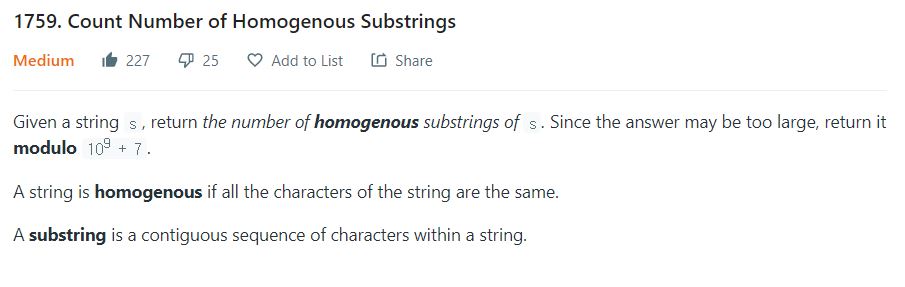 1759. Count Number of Homogenous Substrings
Medium 227 25 Add to List Share
Given a string s, return the number of homogenous substrings of s. Since the answer may be too large, return it
modulo 10⁹ + 7.
A string is homogenous if all the characters of the string are the same.
A substring is a contiguous sequence of characters within a string.